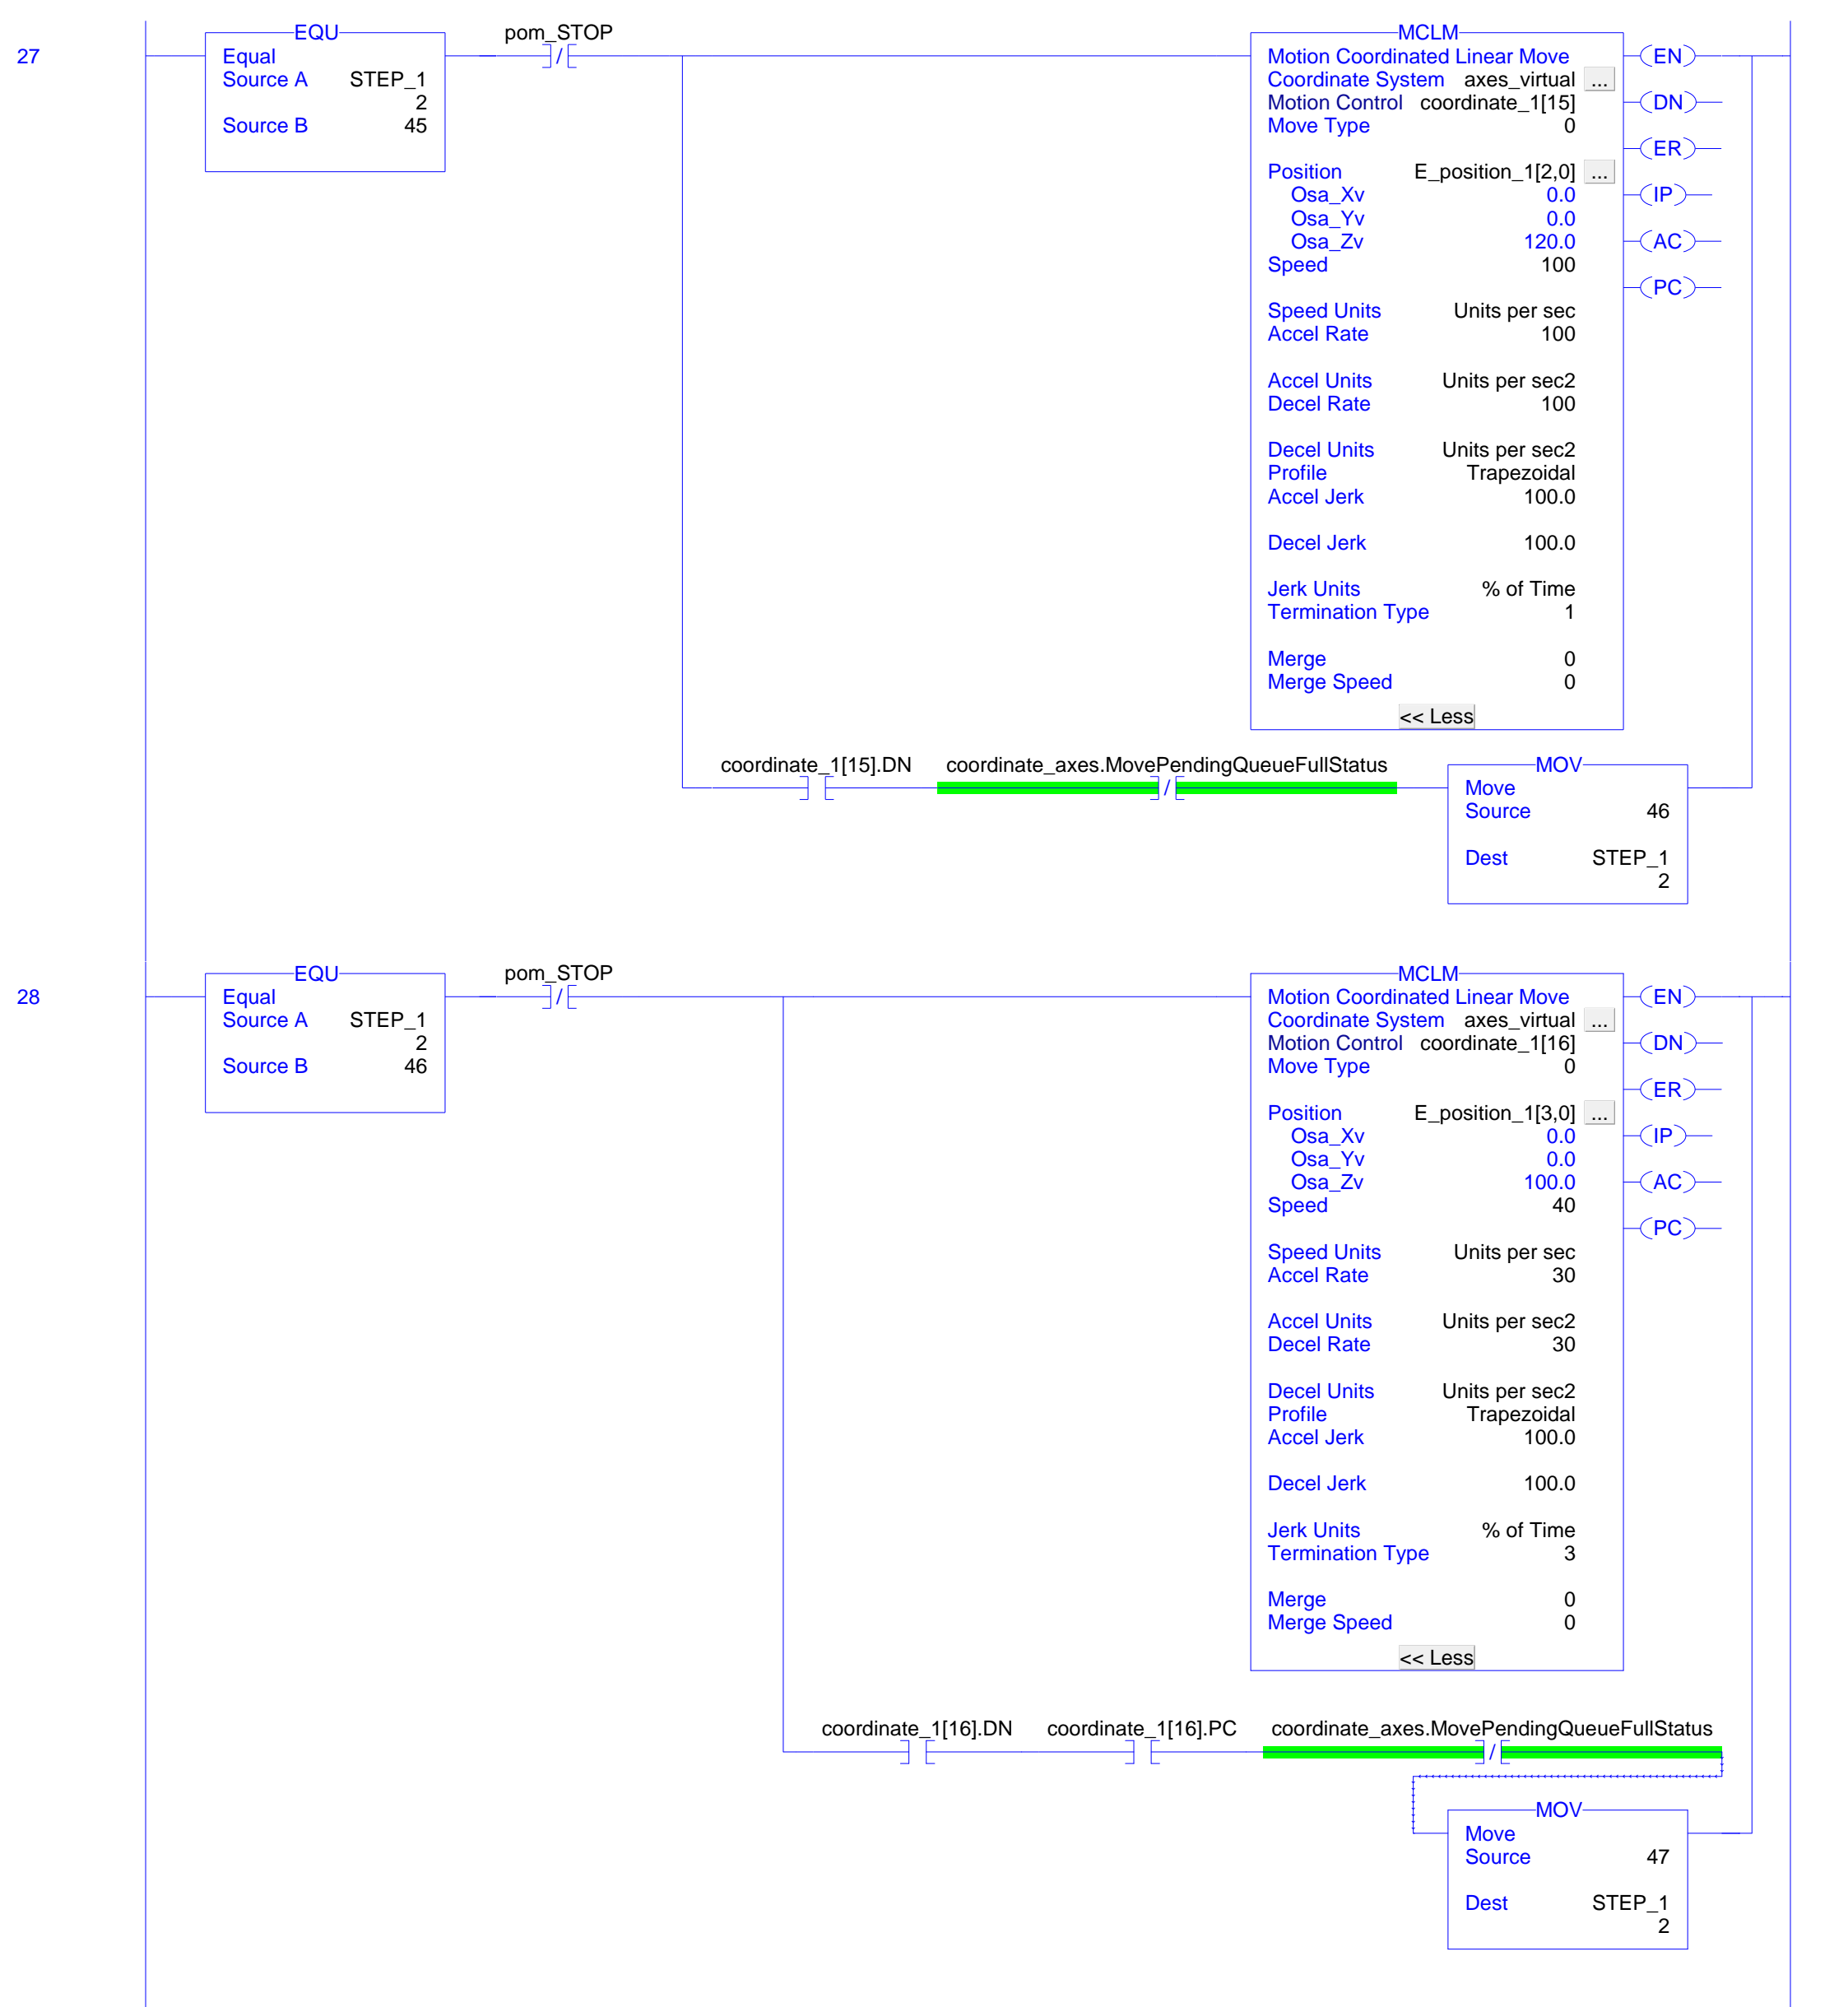 27
EQU
Equal
Source A STEP_1
2
Source B 45
pom_STOP
MCLM
Motion Coordinated Linear Move
Coordinate System axes_virtual ...
Motion Control coordinate_1[15]
Move Type 0
Position E_position_1[2,0] ...
Osa_Xv 0.0
Osa_Yv 0.0
Osa_Zv 120.0
Speed 100
Speed Units Units per sec
Accel Rate 100
Accel Units Units per sec2
Decel Rate 100
Decel Units Units per sec2
Profile Trapezoidal
Accel Jerk 100.0
Decel Jerk 100.0
Jerk Units % of Time
Termination Type 1
Merge 0
Merge Speed 0
<< Less
EN
DN
ER
IP
AC
PC
coordinate_1[15].DN
/
coordinate_axes.MovePendingQueueFullStatus
/
MOV
Move
Source 46
Dest STEP_1
2
28
EQU
Equal
Source A STEP_1
2
Source B 46
pom_STOP
/
MCLM
Motion Coordinated Linear Move
Coordinate System axes_virtual ...
Motion Control coordinate_1[16]
Move Type 0
Position E_position_1[3,0] ...
Osa_Xv 0.0
Osa_Yv 0.0
Osa_Zv 100.0
Speed 40
Speed Units Units per sec
Accel Rate 30
Accel Units Units per sec2
Decel Rate 30
Decel Units Units per sec2
Profile Trapezoidal
Accel Jerk 100.0
Decel Jerk 100.0
Jerk Units % of Time
Termination Type 3
Merge 0
Merge Speed 0
<< Less
EN
DN
ER
IP
AC
PC
coordinate_1[16].DN
coordinate_1[16].PC
coordinate_axes.MovePendingQueueFullStatus
/
MOV
Move
Source 47
Dest STEP_1
2